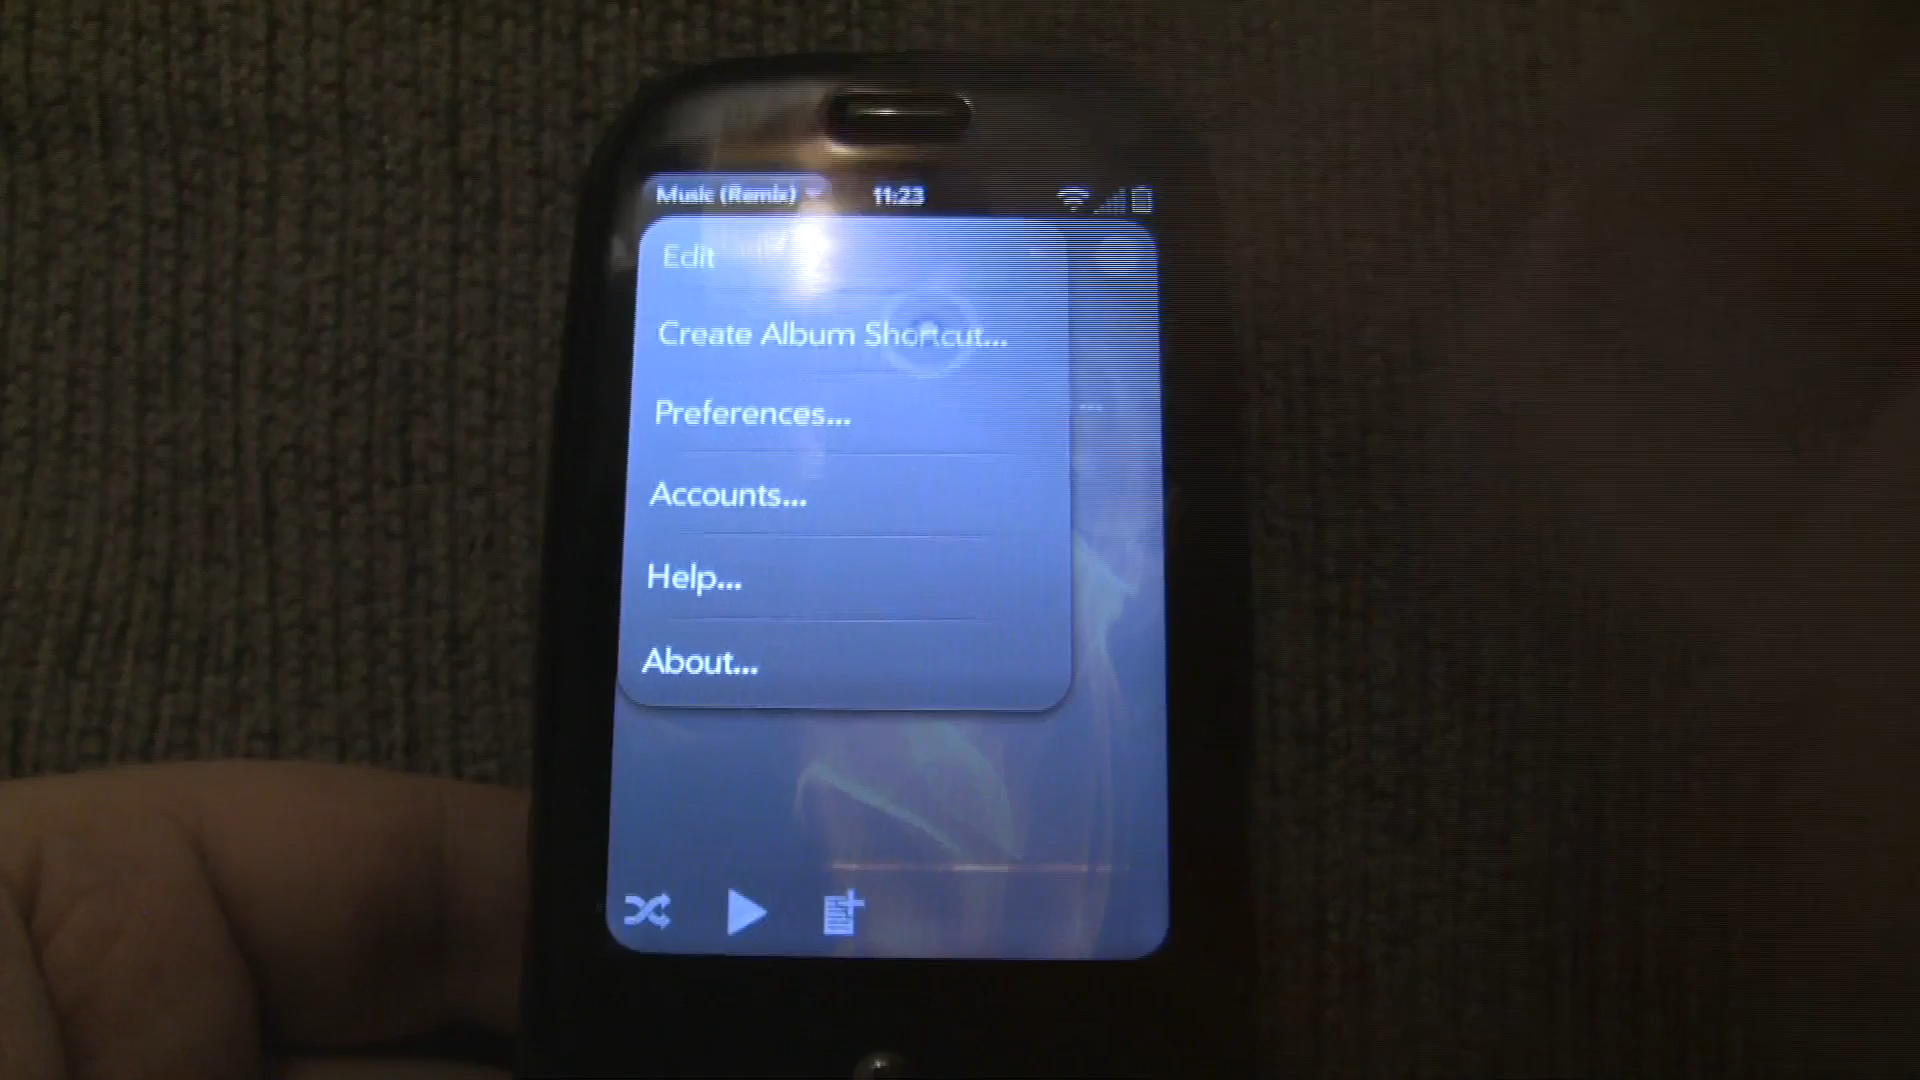 Music (Remix) 11:23
Edit
Create Album Shortcut...
Preferences...
Accounts...
Help...
About...